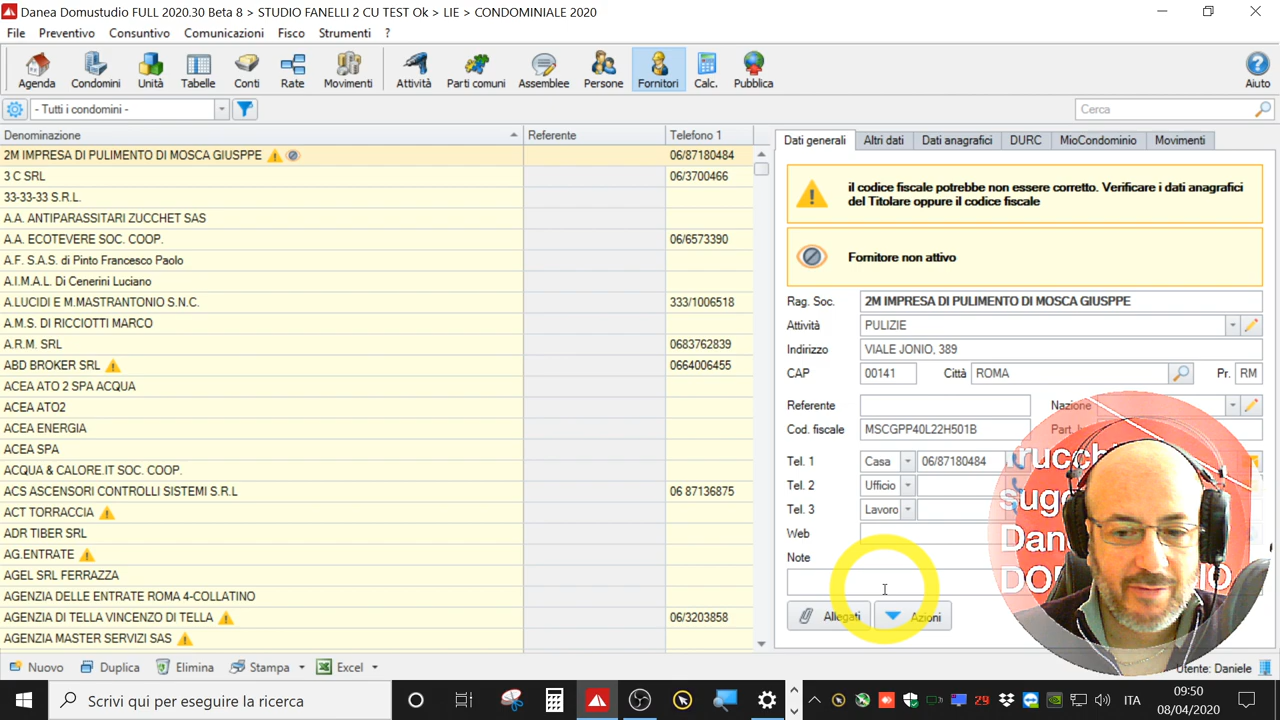 Danea Domustudio FULL 2020.30 Beta 8 > STUDIO FANELLI 2 CU TEST Ok > LIE > CONDOMINIALE 2020
File Preventivo Consuntivo Comunicazioni Fisco Strumenti ?
Agenda Condomini Unità Tabelle Conti Rate Movimenti Attività Parti comuni Assemblee Persone Fornitori Calc. Pubblica Aiuto
- Tutti i condomini - Cerca
Denominazione Referente Telefono 1
2M IMPRESA DI PULIMENTO DI MOSCA GIUSPPE 06/87180484
3 C SRL 06/3700466
33-33-33 S.R.L.
A.A. ANTIPARASSITARI ZUCCHET SAS
A.A. ECOTEVERE SOC. COOP. 06/6573390
A.F. S.A.S. di Pinto Francesco Paolo
A.I.M.A.L. Di Cenerini Luciano
A.LUCIDI E M.MASTRANTONIO S.N.C. 333/1006518
A.M.S. DI RICCIOTTI MARCO
A.R.M. SRL 0683762839
ABD BROKER SRL 0664006455
ACEA ATO 2 SPA ACQUA
ACEA ATO2
ACEA ENERGIA
ACEA SPA
ACQUA & CALORE.IT SOC. COOP.
ACS ASCENSORI CONTROLLI SISTEMI S.R.L 06 87136875
ACT TORRACCIA
ADR TIBER SRL
AG.ENTRATE
AGEL SRL FERRAZZA
AGENZIA DELLE ENTRATE ROMA 4-COLLATINO
AGENZIA DI TELLA VINCENZO DI TELLA 06/3203858
AGENZIA MASTER SERVIZI SAS
Dati generali Altri dati Dati anagrafici DURC MioCondominio Movimenti
il codice fiscale potrebbe non essere corretto. Verificare i dati anagrafici
del Titolare oppure il codice fiscale
Fornitore non attivo
Rag. Soc. 2M IMPRESA DI PULIMENTO DI MOSCA GIUSPPE
Attività PULIZIE
Indirizzo VIALE JONIO, 389
CAP 00141 Città ROMA Pr. RM
Referente Nazione
Cod. fiscale MSCGPP40L22H501B Part.
Tel. 1 Casa 06/87180484
Tel. 2 Ufficio
Tel. 3 Lavoro
Web
Note
Allegati Azioni
Nuovo Duplica Elimina Stampa Excel Utente: Daniele
Scrivi qui per eseguire la ricerca 29 ITA 09:50
08/04/2020